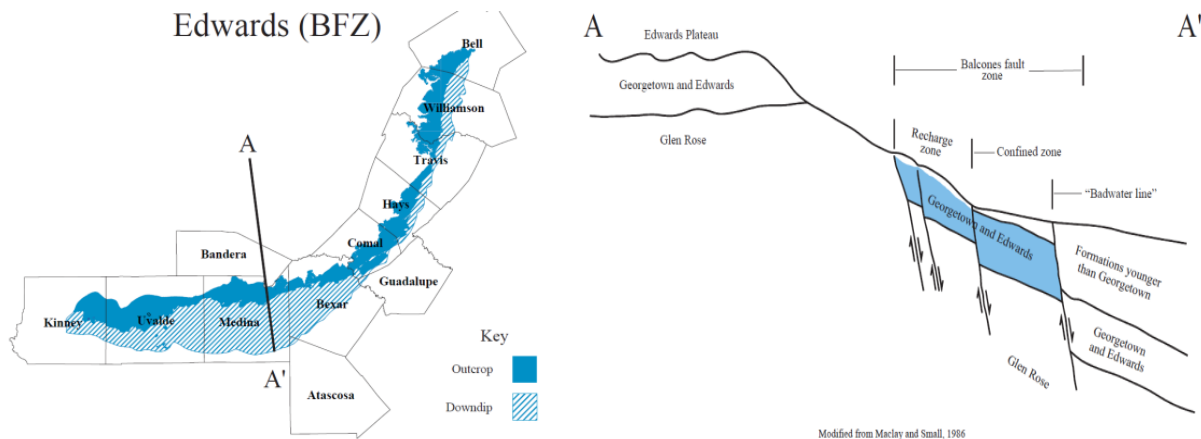 Edwards (BFZ)
Bell
Williamson
A
Travis
Hays
Bandera
Comal
Guadalupe
Bexar
Kinney
Uvalde
Medina
Key
A'
Outcrop
Atascosa
Downdip
A
A'
Edwards Plateau
Balcones fault
zone
Georgetown and Edwards
Recharge
zone
Glen Rose
Confined zone
"Badwater line"
Georgetown and Edwards
Formations younger
than Georgetown
Georgetown
and Edwards
Glen Rose
Modified from Maclay and Small, 1986